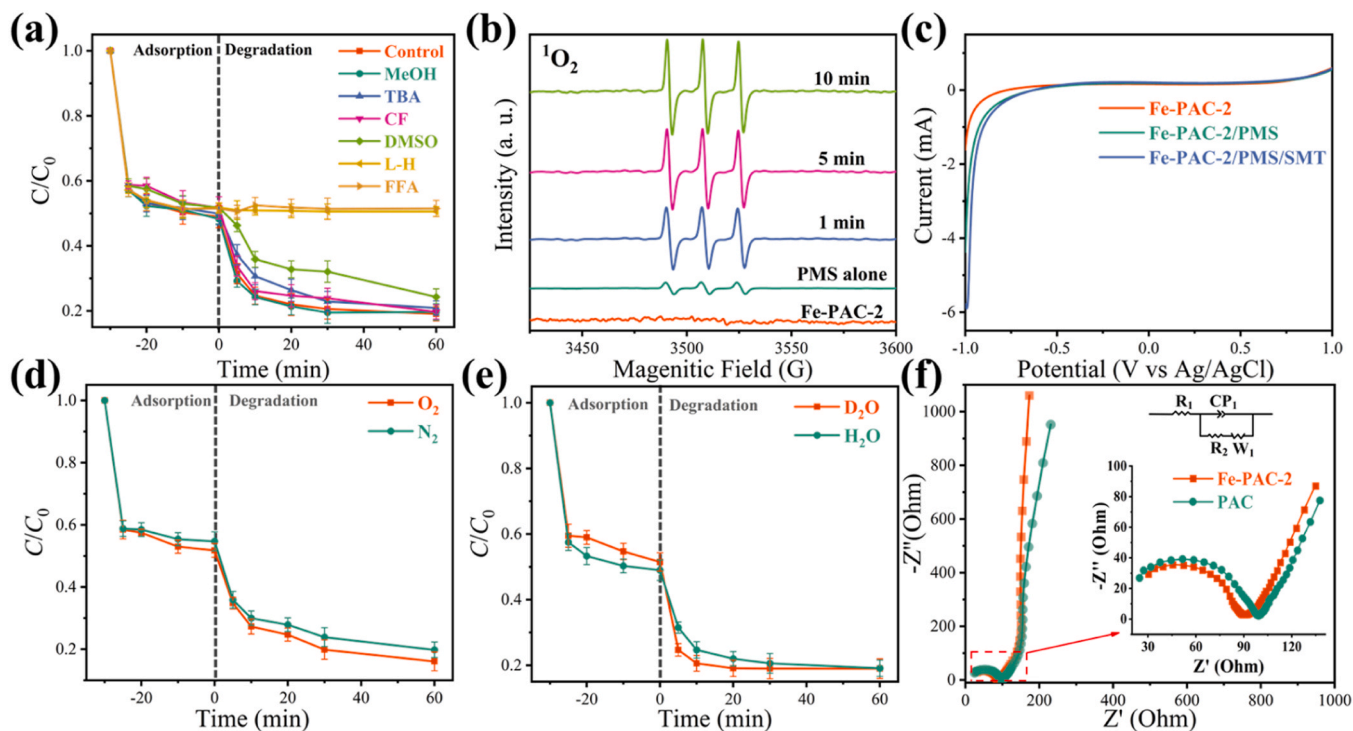 (a)
Adsorption
Degradation
Control
MeOH
TBA
CF
DMSO
L-H
FFA
C/C0
1.0
0.8
0.6
0.4
0.2
-20
0
20
40
60
Time (min)
(b)
¹O₂
10 min
5 min
1 min
PMS alone
Fe-PAC-2
Intensity (a. u.)
3450
3500
3550
3600
Magenitic Field (G)
(c)
Fe-PAC-2
Fe-PAC-2/PMS
Fe-PAC-2/PMS/SMT
Current (mA)
0
-2
-4
-6
-1.0
-0.5
0.0
0.5
1.0
Potential (V vs Ag/AgCl)
(d)
Adsorption
Degradation
O₂
N₂
C/C₀
1.0
0.8
0.6
0.4
0.2
-20
0
20
40
60
Time (min)
(e)
Adsorption
Degradation
D₂O
H₂O
C/C₀
1.0
0.8
0.6
0.4
0.2
-20
0
20
40
60
Time (min)
(f)
R₁
CP₁
R₂
W₁
Fe-PAC-2
PAC
-Z"(Ohm)
1000
800
600
400
200
0
0
200
400
600
800
1000
Z' (Ohm)
-Z" (Ohm)
100
80
60
40
20
0
30
60
90
120
Z' (Ohm)